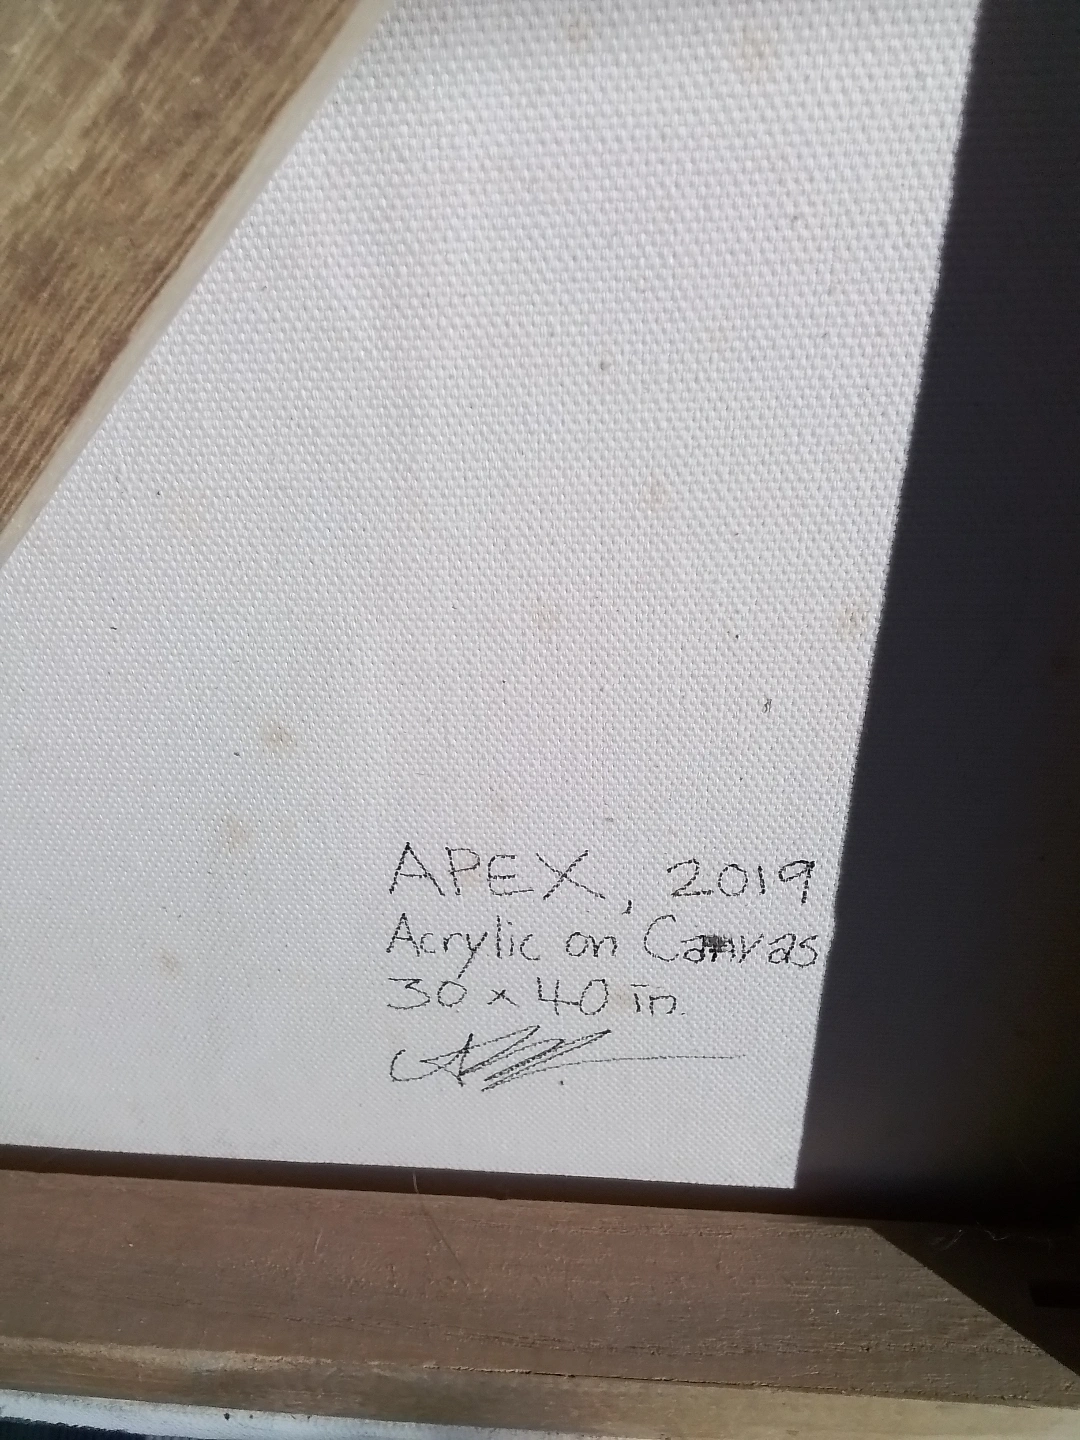 APEX, 2019
Acrylic on Canvas
30 x 40 in.